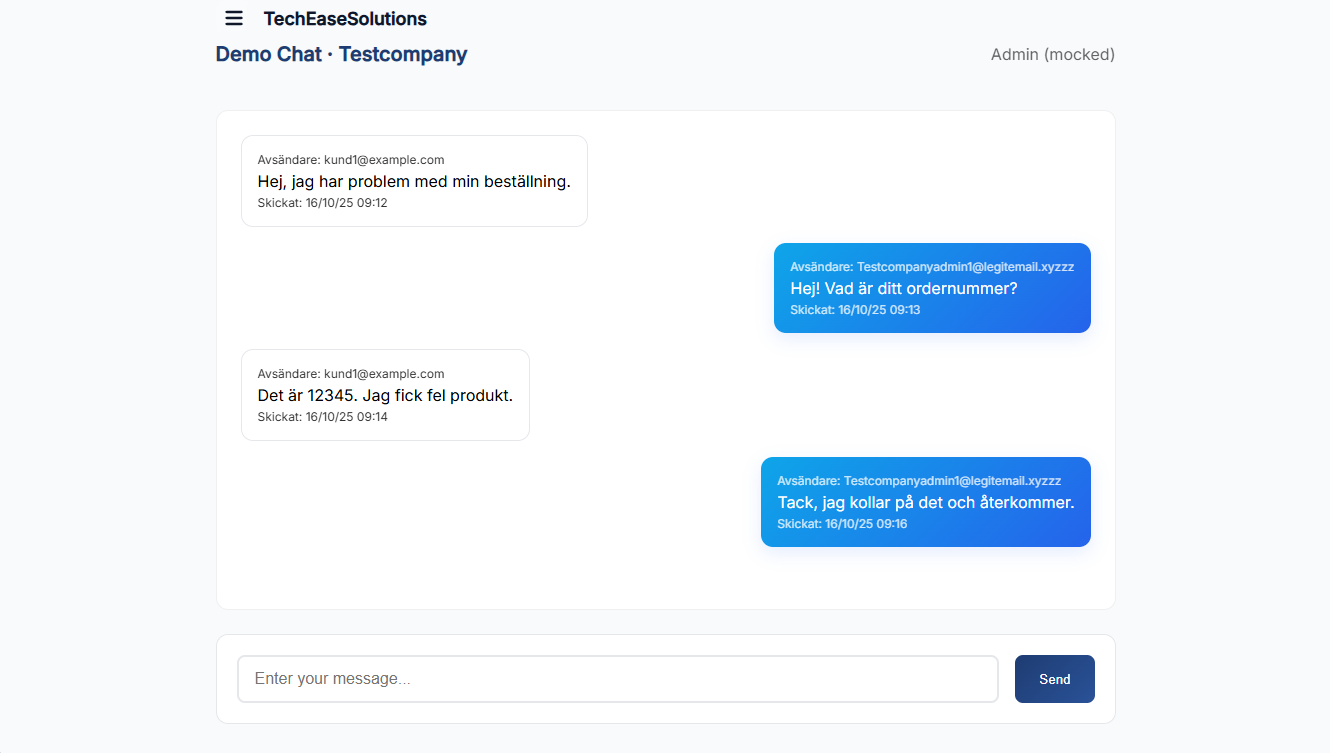 TechEaseSolutions
Demo Chat · Testcompany
Admin (mocked)
Avsändare: kund1@example.com
Hej, jag har problem med min beställning.
Skickat: 16/10/25 09:12
Avsändare: Testcompanyadmin1@legitemail.xyzzz
Hej! Vad är ditt ordernummer?
Skickat: 16/10/25 09:13
Avsändare: kund1@example.com
Det är 12345. Jag fick fel produkt.
Skickat: 16/10/25 09:14
Avsändare: Testcompanyadmin1@legitemail.xyzzz
Tack, jag kollar på det och återkommer.
Skickat: 16/10/25 09:16
Enter your message...
Send